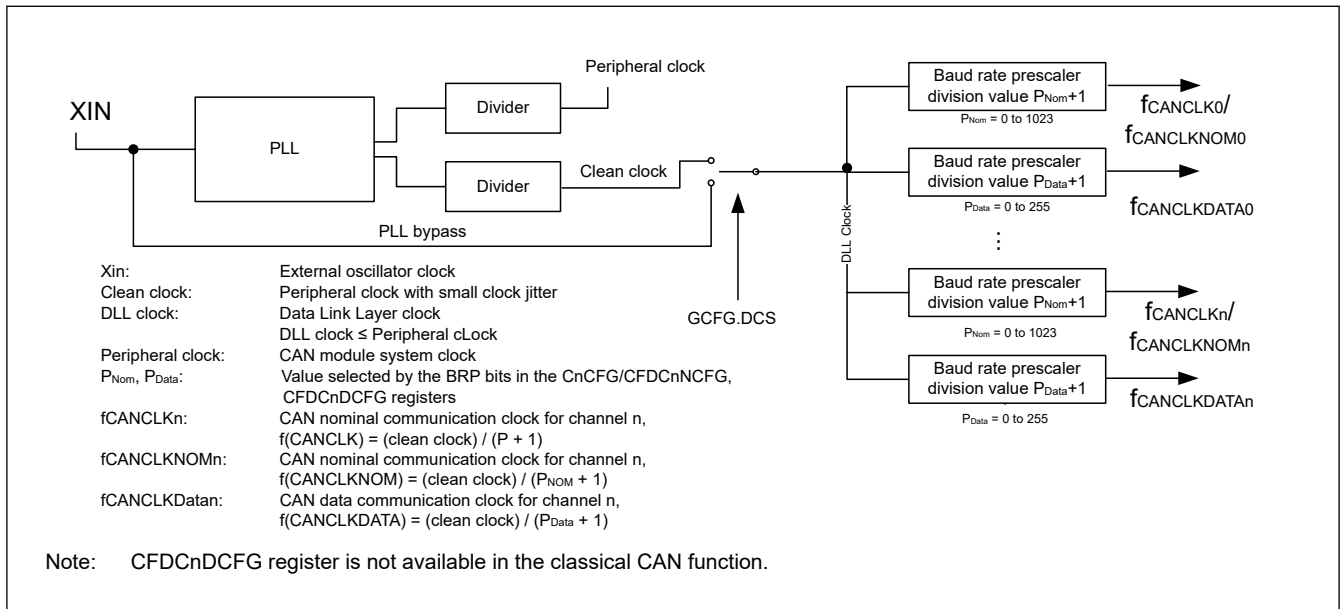 Peripheral clock
XIN
PLL
Divider
Divider
Clean clock
PLL bypass
GCFG.DCS
DLL Clock
Baud rate prescaler
division value PNom+1
PNom = 0 to 1023
fCANCLK0/
fCANCLKNOM0
Baud rate prescaler
division value PData+1
PData = 0 to 255
fCANCLKDATA0
⋮
Baud rate prescaler
division value PNom+1
PNom = 0 to 1023
fCANCLKn/
fCANCLKNOMn
Baud rate prescaler
division value PData+1
PData = 0 to 255
fCANCLKDATAn
Xin: External oscillator clock
Clean clock: Peripheral clock with small clock jitter
DLL clock: Data Link Layer clock
DLL clock ≤ Peripheral cLock
Peripheral clock: CAN module system clock
PNom, PData: Value selected by the BRP bits in the CnCFG/CFDCnNCFG,
CFDCnDCFG registers
fCANCLKn: CAN nominal communication clock for channel n,
f(CANCLK) = (clean clock) / (P + 1)
fCANCLKNOMn: CAN nominal communication clock for channel n,
f(CANCLKNOM) = (clean clock) / (PNOM + 1)
fCANCLKDatan: CAN data communication clock for channel n,
f(CANCLKDATA) = (clean clock) / (PData + 1)
Note: CFDCnDCFG register is not available in the classical CAN function.